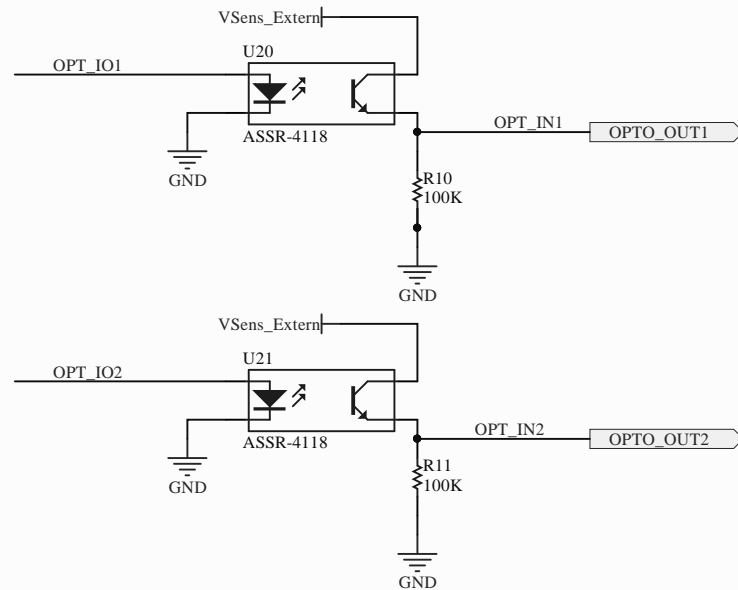 VSens_Extern
U20
OPT_IO1
OPT_IN1
OPTO_OUT1
ASSR-4118
GND
R10
100K
GND
VSens_Extern
U21
OPT_IO2
OPT_IN2
OPTO_OUT2
ASSR-4118
R11
100K
GND
GND